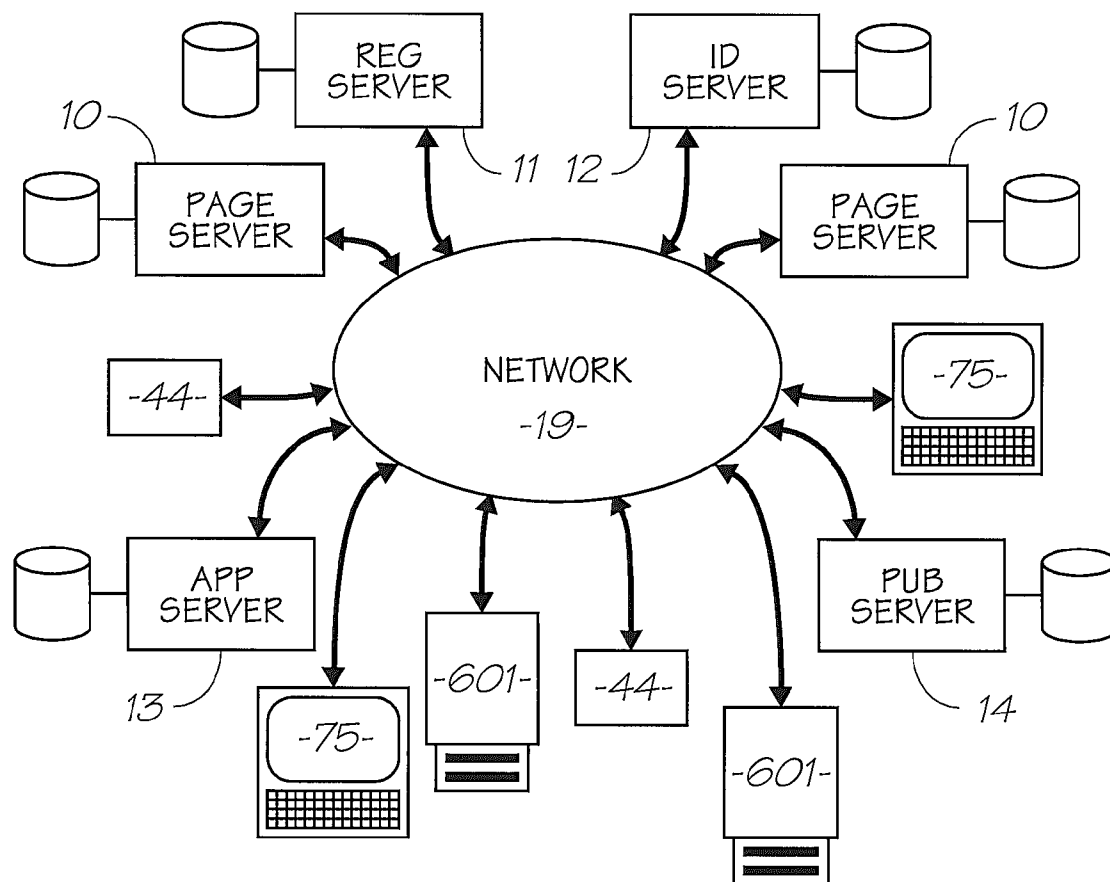 REG
SERVER
ID
SERVER
10
11
12
10
PAGE
SERVER
PAGE
SERVER
-44-
NETWORK
-19-
-75-
APP
SERVER
PUB
SERVER
13
-75-
-601-
-44-
-601-
14